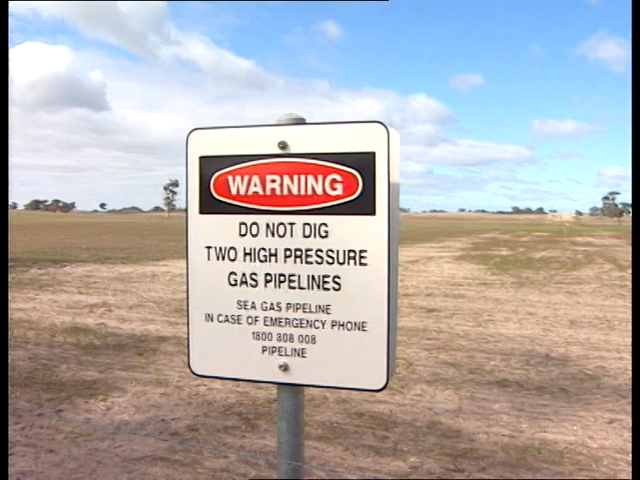 WARNING
DO NOT DIG
TWO HIGH PRESSURE
GAS PIPELINES
SEA GAS PIPELINE
IN CASE OF EMERGENCY PHONE
1800 808 008
PIPELINE